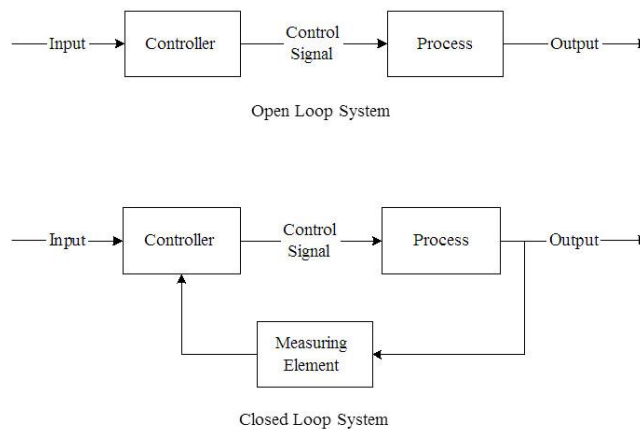 Input
Controller
Control
Signal
Process
Output
Open Loop System
Input
Controller
Control
Signal
Process
Output
Measuring
Element
Closed Loop System